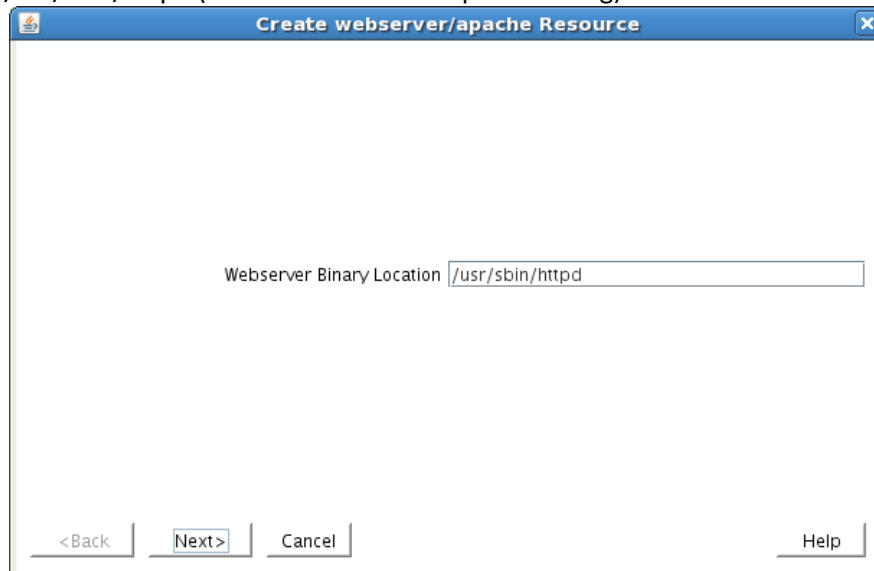 Create webserver/apache Resource
Webserver Binary Location /usr/sbin/httpd
<Back Next> Cancel Help